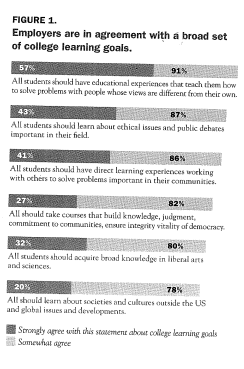 FIGURE 1.
Employers are in agreement with a broad set
of college learning goals.
57% 91%
All students should have educational experiences that teach them how
to solve problems with people whose views are different from their own.
43% 87%
All students should learn about ethical issues and public debates
important in their field.
41% 86%
All students should have direct learning experiences working
with others to solve problems important in their communities.
27% 82%
All should take courses that build knowledge, judgment,
commitment to communities, ensure integrity vitality of democracy.
32% 80%
All students should acquire broad knowledge in liberal arts
and sciences.
20% 78%
All should learn about societies and cultures outside the US
and global issues and developments.
Strongly agree with this statement about college learning goals
Somewhat agree